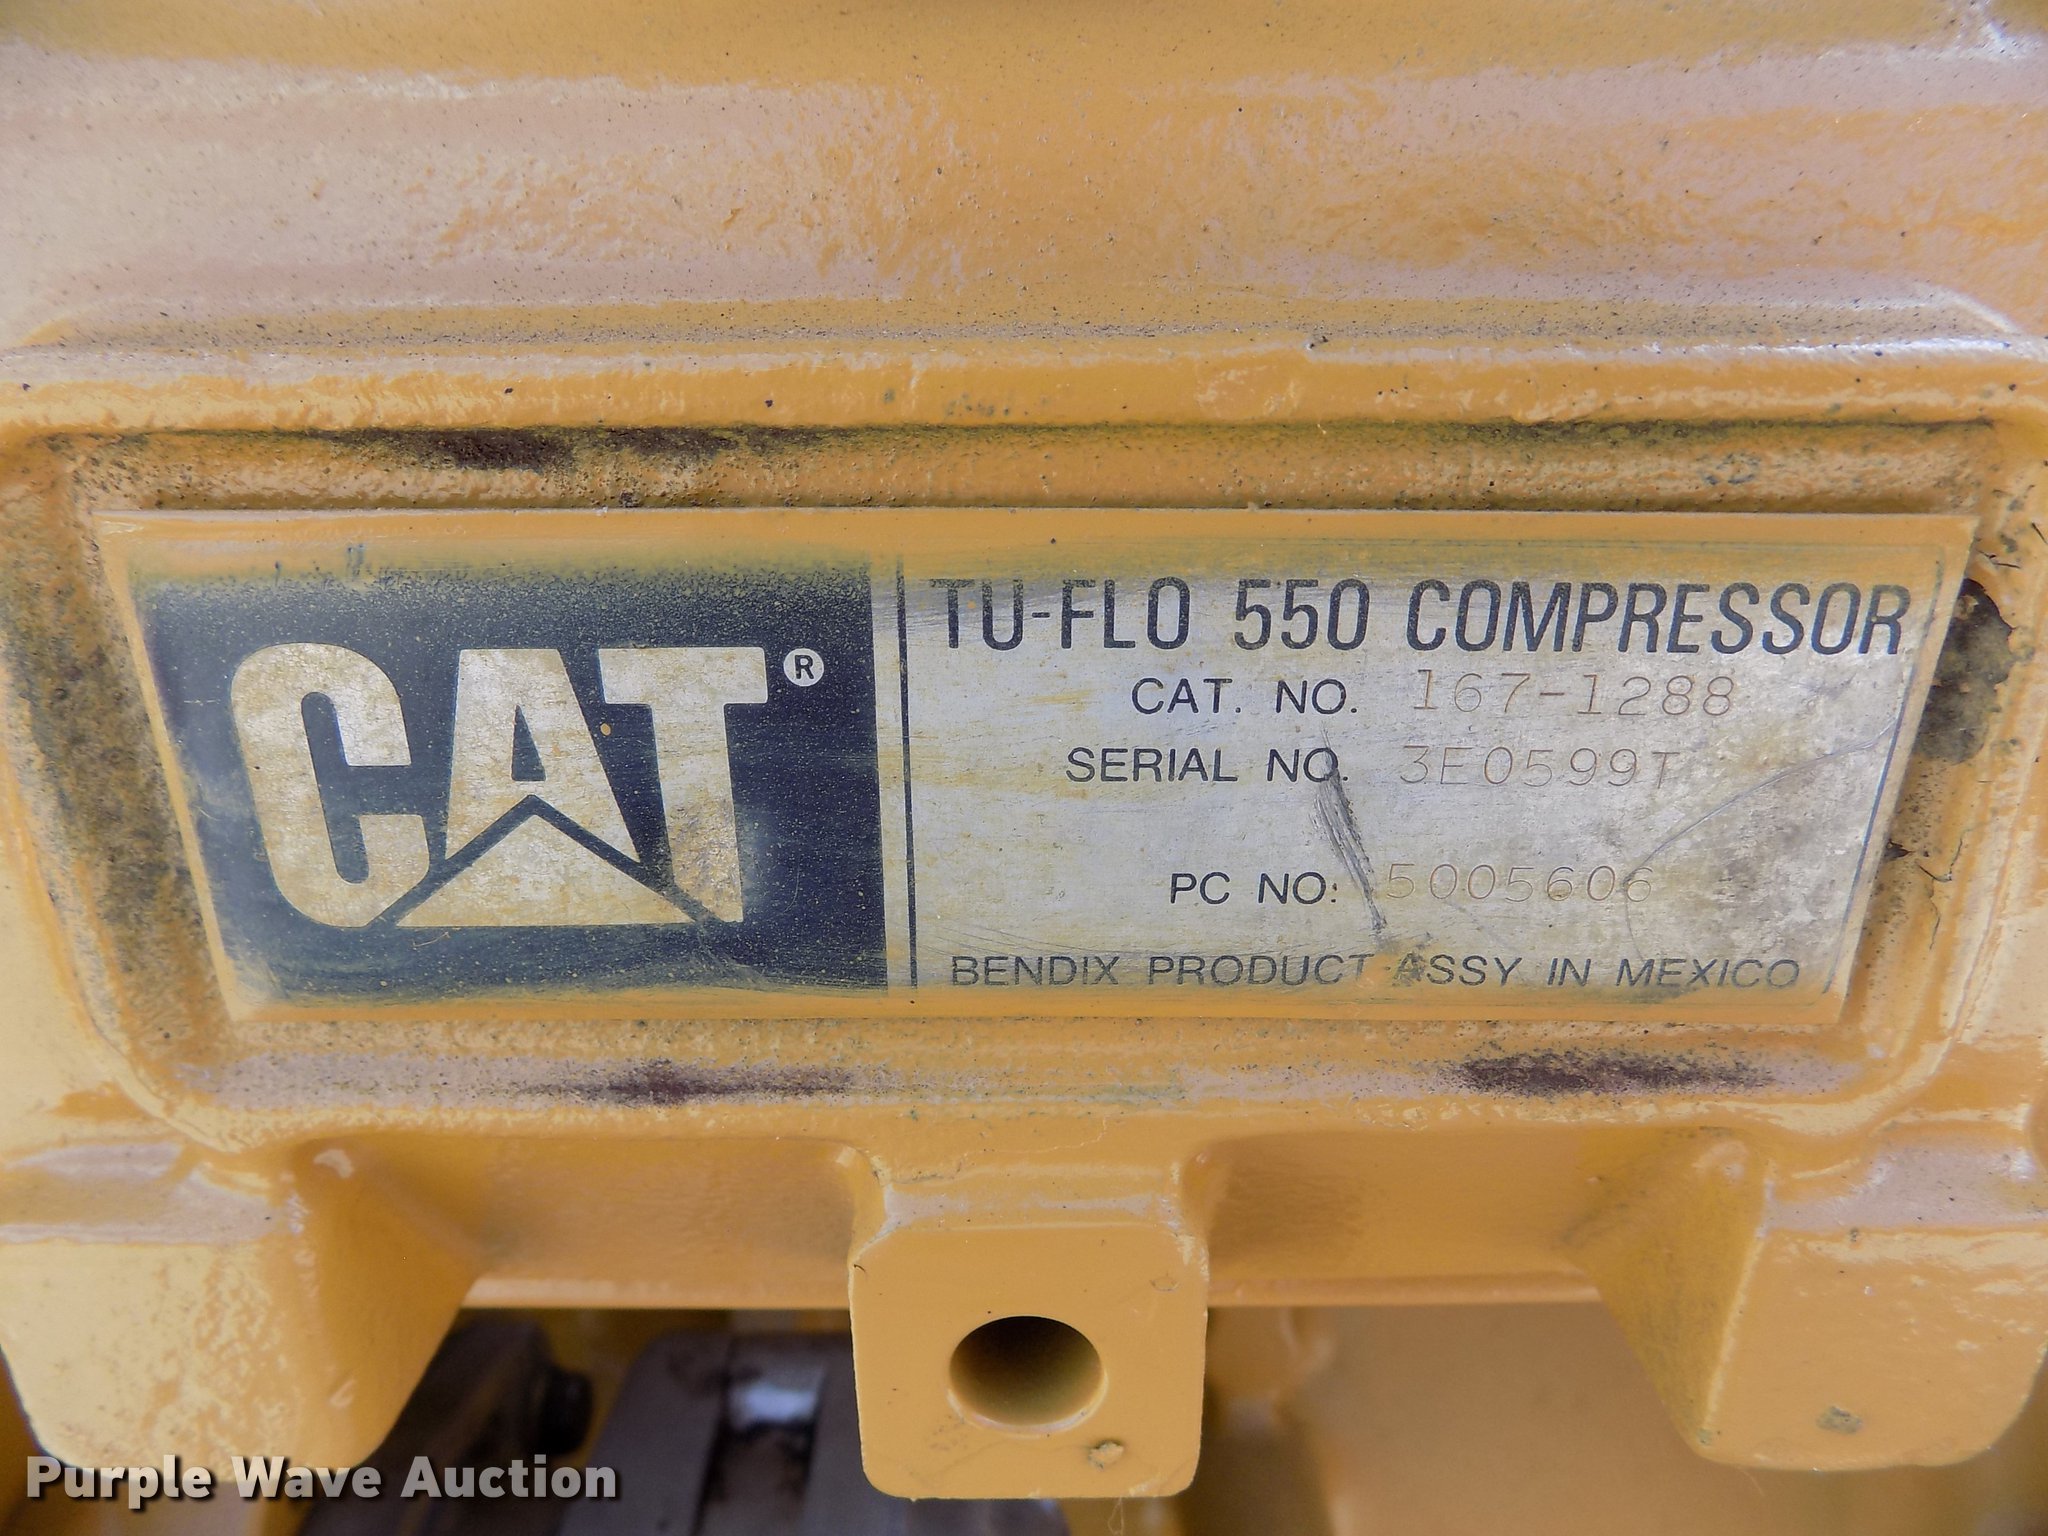 CAT®
TU-FLO 550 COMPRESSOR
CAT. NO. 167-1288
SERIAL NO. 3E0599T
PC NO: 5005606
BENDIX PRODUCT ASSY IN MEXICO
Purple Wave Auction